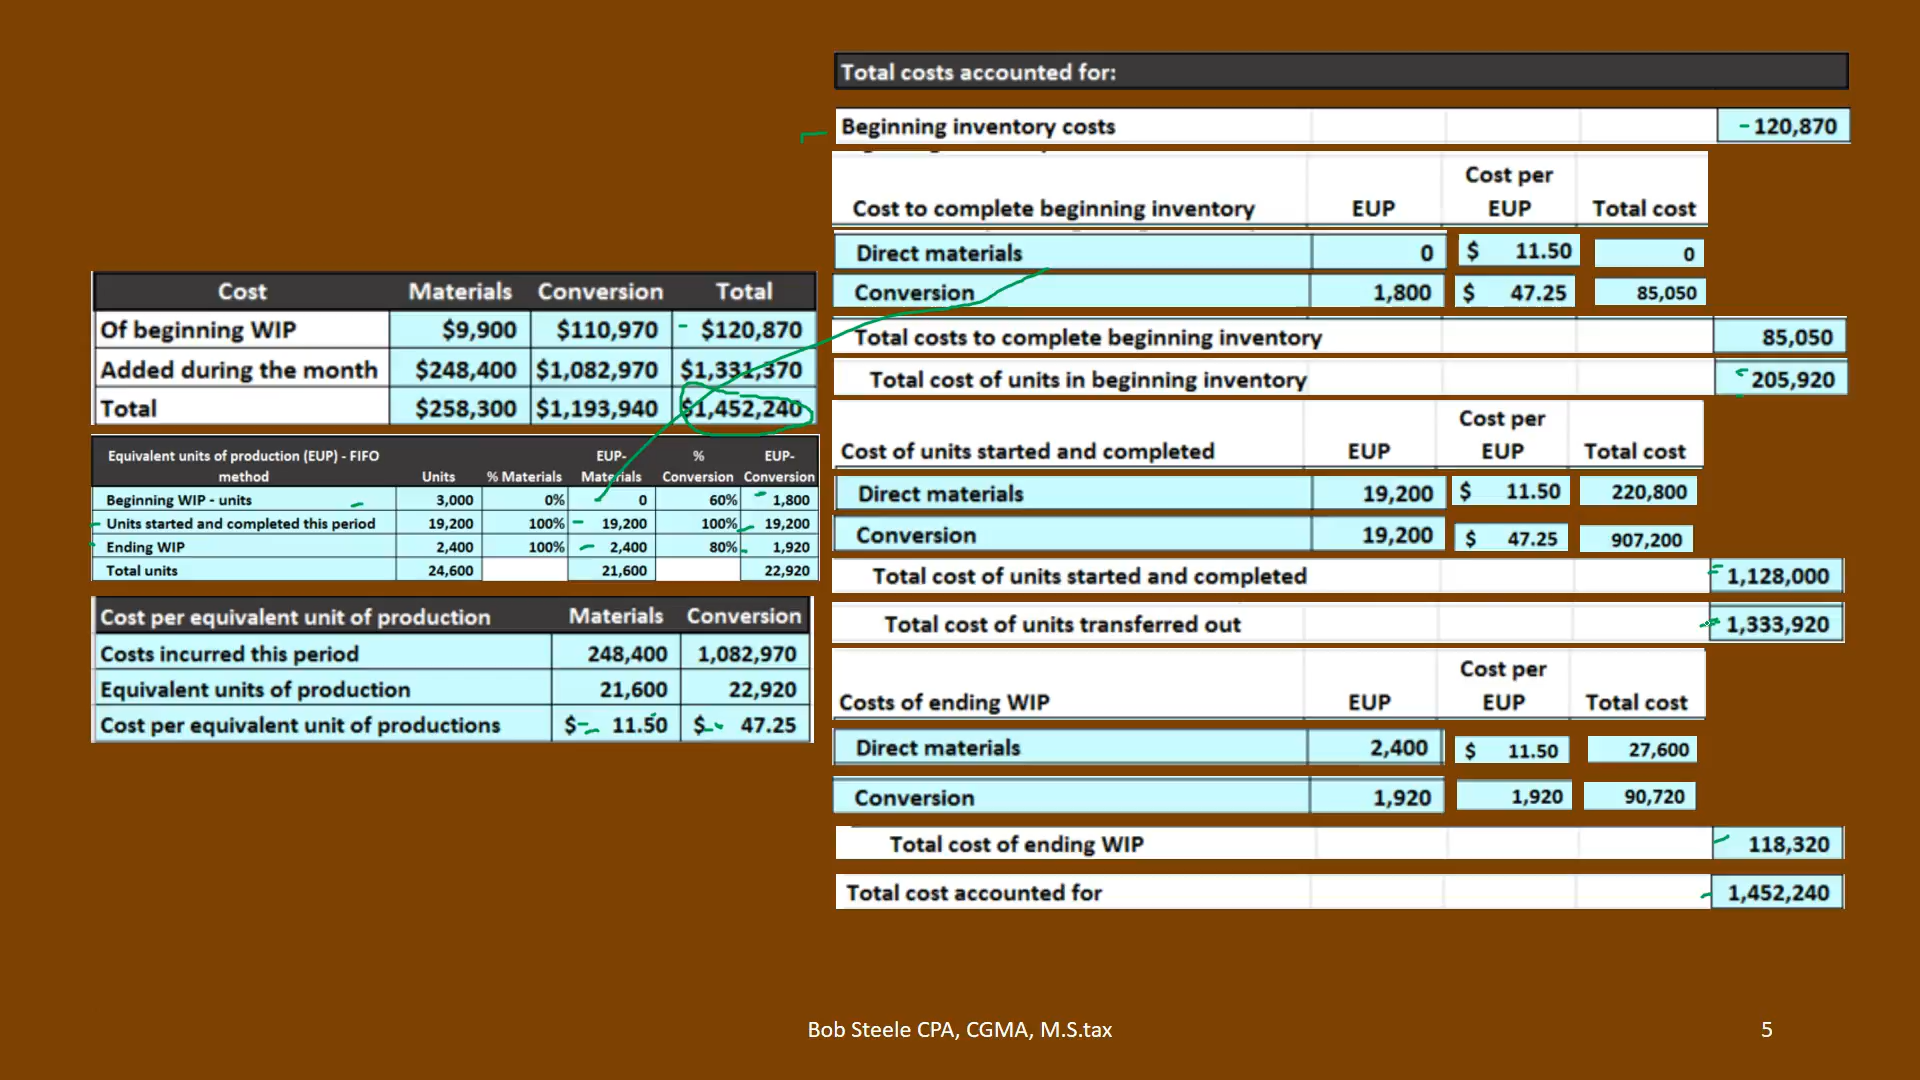 Cost Materials Conversion Total
Of beginning WIP $9,900 $110,970 $120,870
Added during the month $248,400 $1,082,970 $1,331,370
Total $258,300 $1,193,940 $1,452,240
Equivalent units of production (EUP) - FIFO EUP- % EUP-
method Units % Materials Materials Conversion Conversion
Beginning WIP - units 3,000 0% 0 60% 1,800
Units started and completed this period 19,200 100% 19,200 100% 19,200
Ending WIP 2,400 100% 2,400 80% 1,920
Total units 24,600 21,600 22,920
Cost per equivalent unit of production Materials Conversion
Costs incurred this period 248,400 1,082,970
Equivalent units of production 21,600 22,920
Cost per equivalent unit of productions $ 11.50 $ 47.25
Total costs accounted for:
Beginning inventory costs 120,870
Cost per
Cost to complete beginning inventory EUP EUP Total cost
Direct materials 0 $ 11.50 0
Conversion 1,800 $ 47.25 85,050
Total costs to complete beginning inventory 85,050
Total cost of units in beginning inventory 205,920
Cost per
Cost of units started and completed EUP EUP Total cost
Direct materials 19,200 $ 11.50 220,800
Conversion 19,200 $ 47.25 907,200
Total cost of units started and completed 1,128,000
Total cost of units transferred out 1,333,920
Cost per
Costs of ending WIP EUP EUP Total cost
Direct materials 2,400 $ 11.50 27,600
Conversion 1,920 1,920 90,720
Total cost of ending WIP 118,320
Total cost accounted for 1,452,240
Bob Steele CPA, CGMA, M.S.tax 5